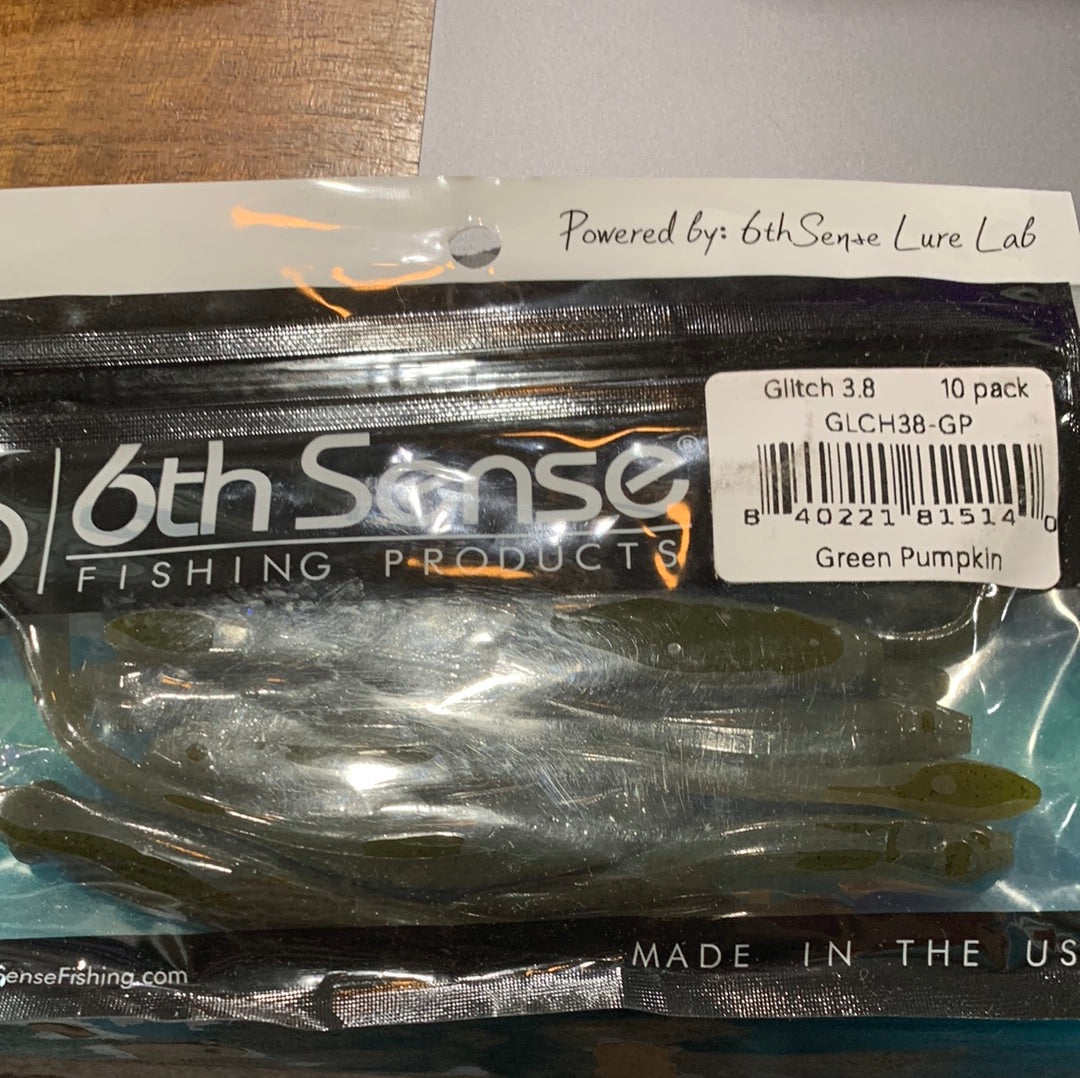 Powered by: 6thSense Lure Lab
Glitch 3.8 10 pack
GLCH38-GP
8 40221 81514 0
Green Pumpkin
6th Sense®
FISHING PRODUCTS
MADE IN THE US
SenseFishing.com